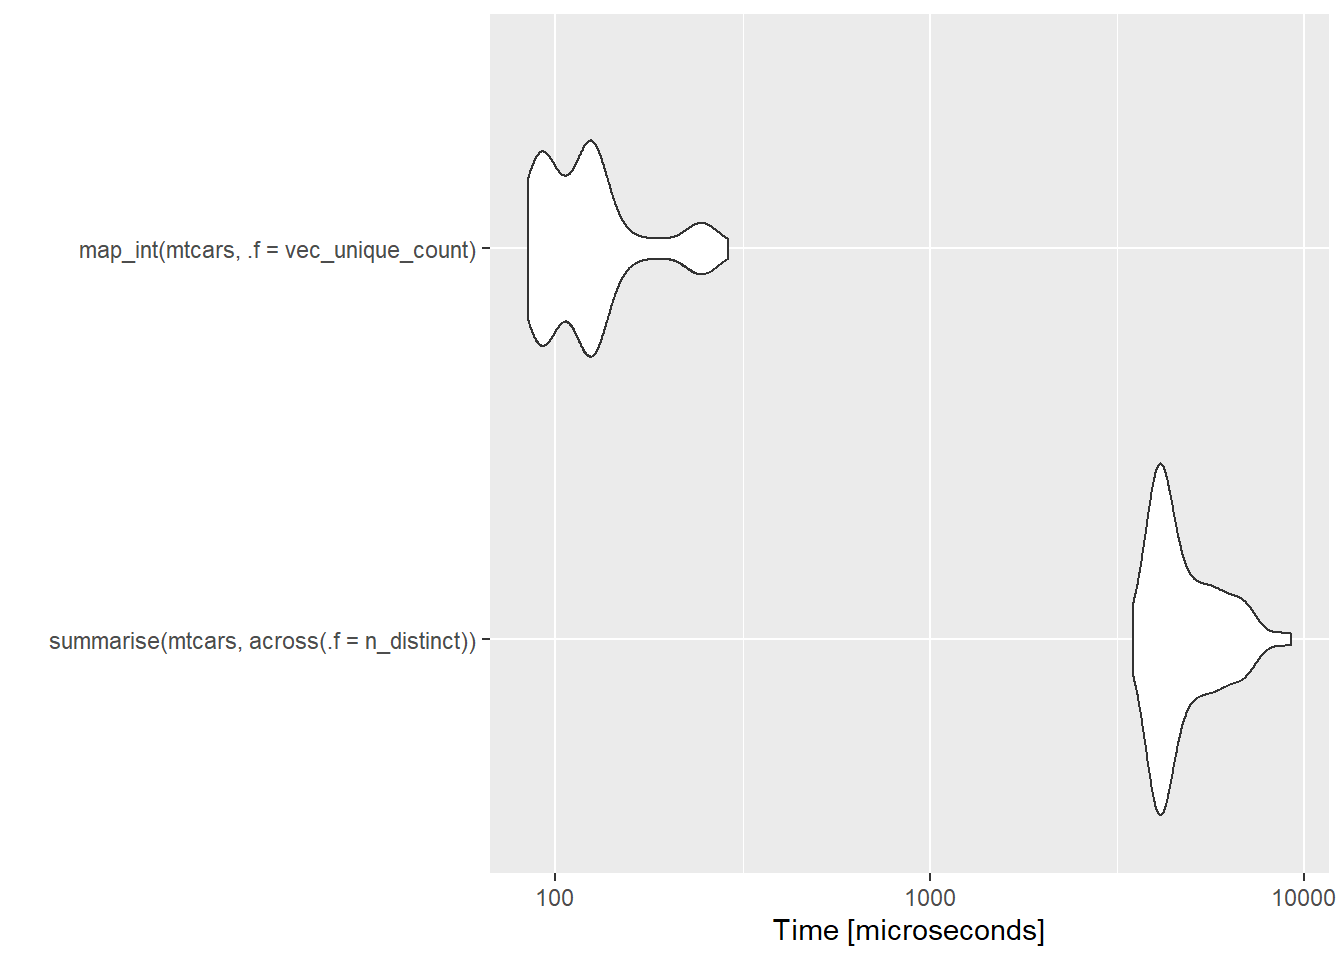 map_int(mtcars, .f = vec_unique_count)
summarise(mtcars, across(.f = n_distinct))
100
1000
10000
Time [microseconds]